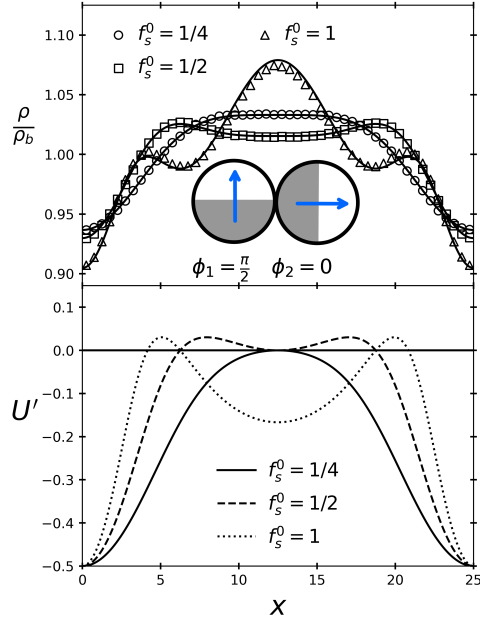 ○ f_s^0 = 1/4 △ f_s^0 = 1
□ f_s^0 = 1/2
ρ/ρ_b
1.10
1.05
1.00
0.95
0.90
ϕ_1 = π/2 ϕ_2 = 0
U′
0.1
0.0
-0.1
-0.2
-0.3
-0.4
-0.5
f_s^0 = 1/4
f_s^0 = 1/2
f_s^0 = 1
0 5 10 15 20 25
x